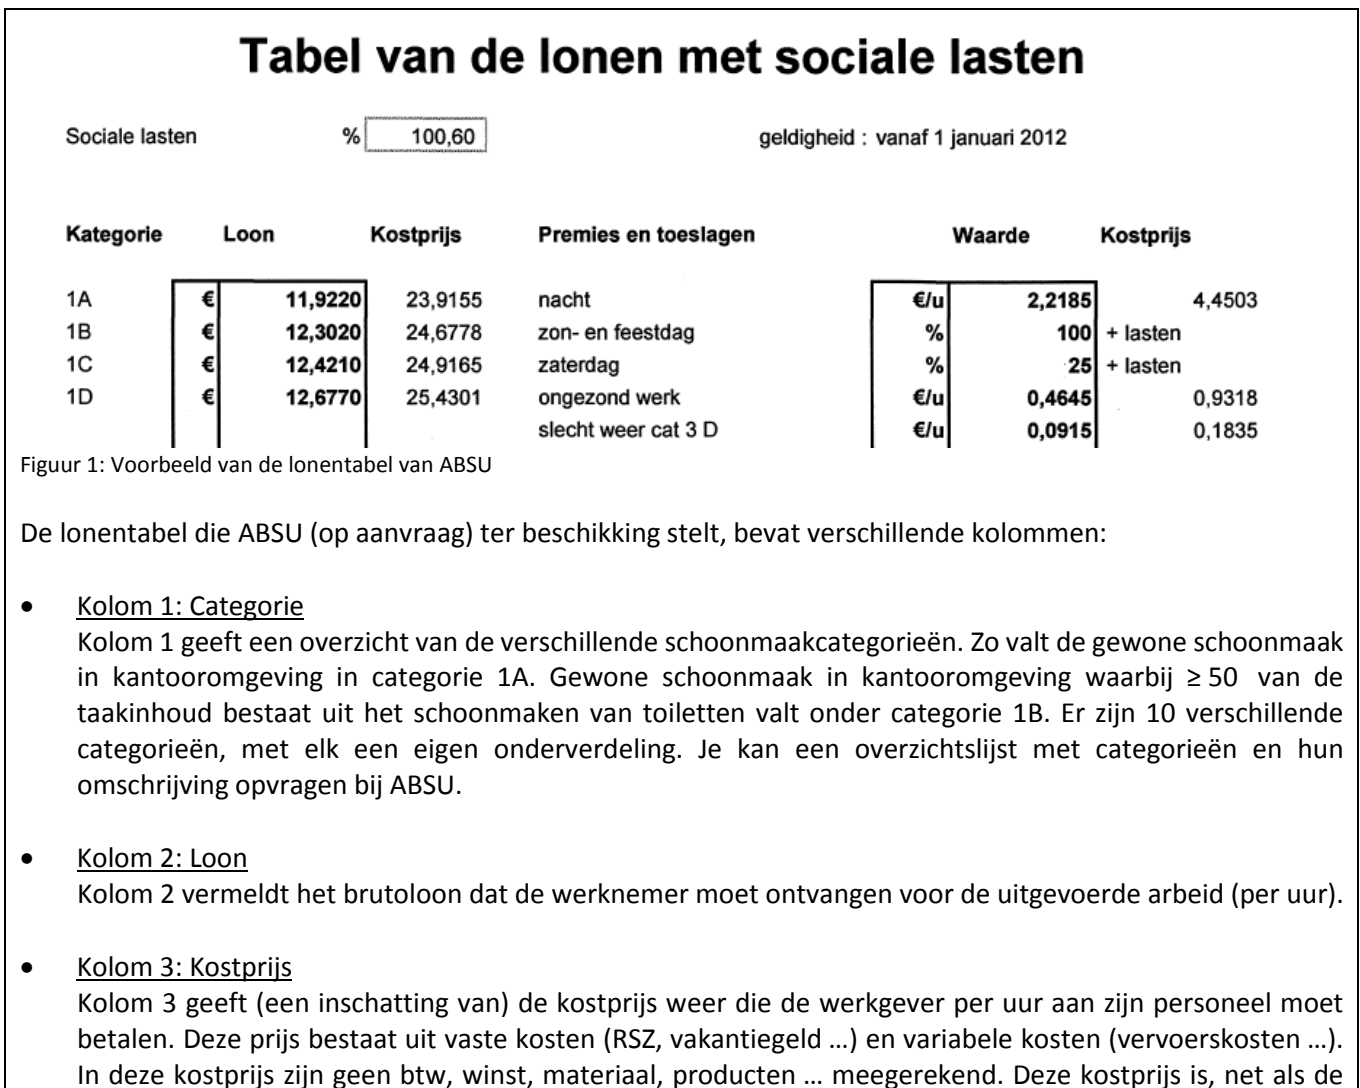 Tabel van de lonen met sociale lasten
Sociale lasten % 100,60 geldigheid : vanaf 1 januari 2012
Kategorie Loon Kostprijs Premies en toeslagen Waarde Kostprijs
1A € 11,9220 23,9155 nacht €/u 2,2185 4,4503
1B € 12,3020 24,6778 zon- en feestdag % 100 + lasten
1C € 12,4210 24,9165 zaterdag % 25 + lasten
1D € 12,6770 25,4301 ongezond werk €/u 0,4645 0,9318
slecht weer cat 3 D €/u 0,0915 0,1835
Figuur 1: Voorbeeld van de lonentabel van ABSU
De lonentabel die ABSU (op aanvraag) ter beschikking stelt, bevat verschillende kolommen:
• Kolom 1: Categorie
Kolom 1 geeft een overzicht van de verschillende schoonmaakcategorieën. Zo valt de gewone schoonmaak
in kantooromgeving in categorie 1A. Gewone schoonmaak in kantooromgeving waarbij ≥ 50 van de
taakinhoud bestaat uit het schoonmaken van toiletten valt onder categorie 1B. Er zijn 10 verschillende
categorieën, met elk een eigen onderverdeling. Je kan een overzichtslijst met categorieën en hun
omschrijving opvragen bij ABSU.
• Kolom 2: Loon
Kolom 2 vermeldt het brutoloon dat de werknemer moet ontvangen voor de uitgevoerde arbeid (per uur).
• Kolom 3: Kostprijs
Kolom 3 geeft (een inschatting van) de kostprijs weer die de werkgever per uur aan zijn personeel moet
betalen. Deze prijs bestaat uit vaste kosten (RSZ, vakantiegeld …) en variabele kosten (vervoerskosten …).
In deze kostprijs zijn geen btw, winst, materiaal, producten … meegerekend. Deze kostprijs is, net als de